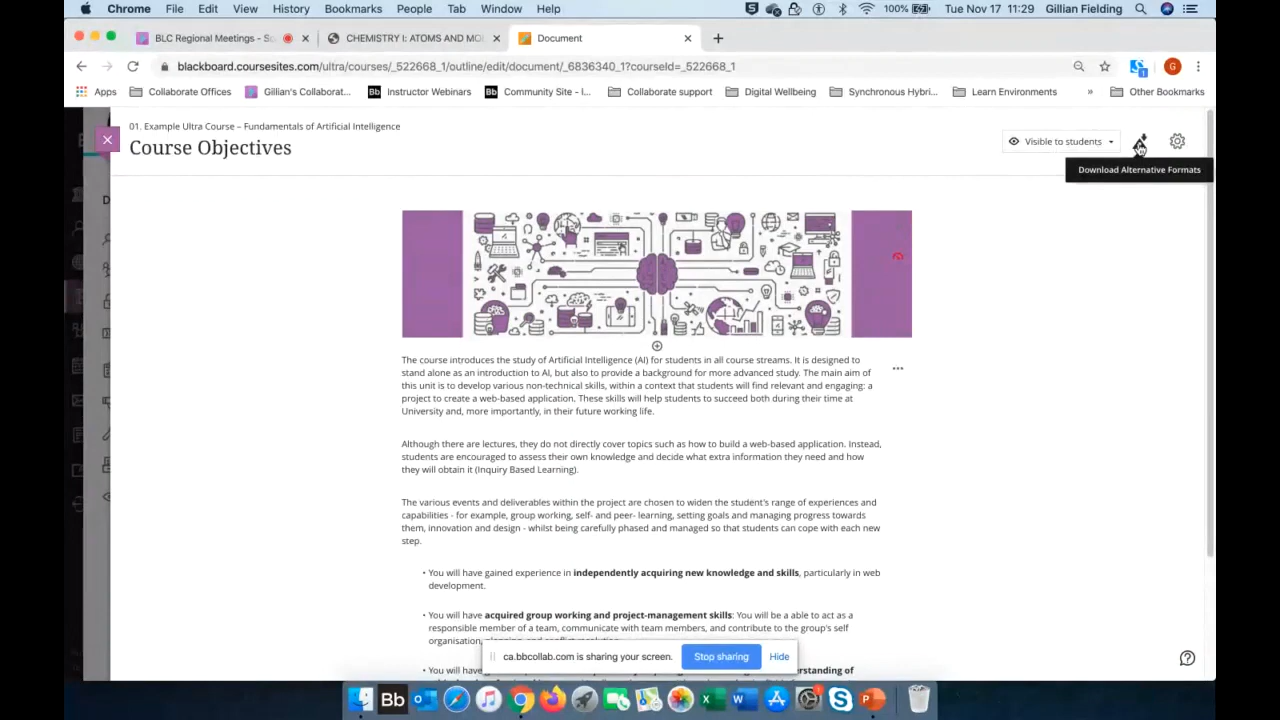 Chrome File Edit View History Bookmarks People Tab Window Help 100% Tue Nov 17 11:29 Gillian Fielding
BLC Regional Meetings - CHEMISTRY I: ATOMS AND Document
blackboard.coursesites.com/ultra/courses/_522668_1/outline/edit/document/_6836340_1?courseId=_522668_1 G
Apps Collaborate Offices Gillian's Collaborat... Bb Instructor Webinars Bb Community Site - I... Collaborate support Digital Wellbeing Synchronous Hybri... Learn Environments » Other Bookmarks
01. Example Ultra Course – Fundamentals of Artificial Intelligence
Course Objectives
Visible to students
Download Alternative Formats
The course introduces the study of Artificial Intelligence (AI) for students in all course streams. It is designed to
stand alone as an introduction to AI, but also to provide a background for more advanced study. The main aim of
this unit is to develop various non-technical skills, within a context that students will find relevant and engaging: a
project to create a web-based application. These skills will help students to succeed both during their time at
University and, more importantly, in their future working life.
Although there are lectures, they do not directly cover topics such as how to build a web-based application. Instead,
students are encouraged to assess their own knowledge and decide what extra information they need and how
they will obtain it (Inquiry Based Learning).
The various events and deliverables within the project are chosen to widen the student's range of experiences and
capabilities - for example, group working, self- and peer- learning, setting goals and managing progress towards
them, innovation and design - whilst being carefully phased and managed so that students can cope with each new
step.
• You will have gained experience in independently acquiring new knowledge and skills, particularly in web
development.
• You will have acquired group working and project-management skills: You will be a able to act as a
responsible member of a team, communicate with team members, and contribute to the group's self
organisation,
• You will have
ca.bbcollab.com is sharing your screen. Stop sharing Hide
Bb